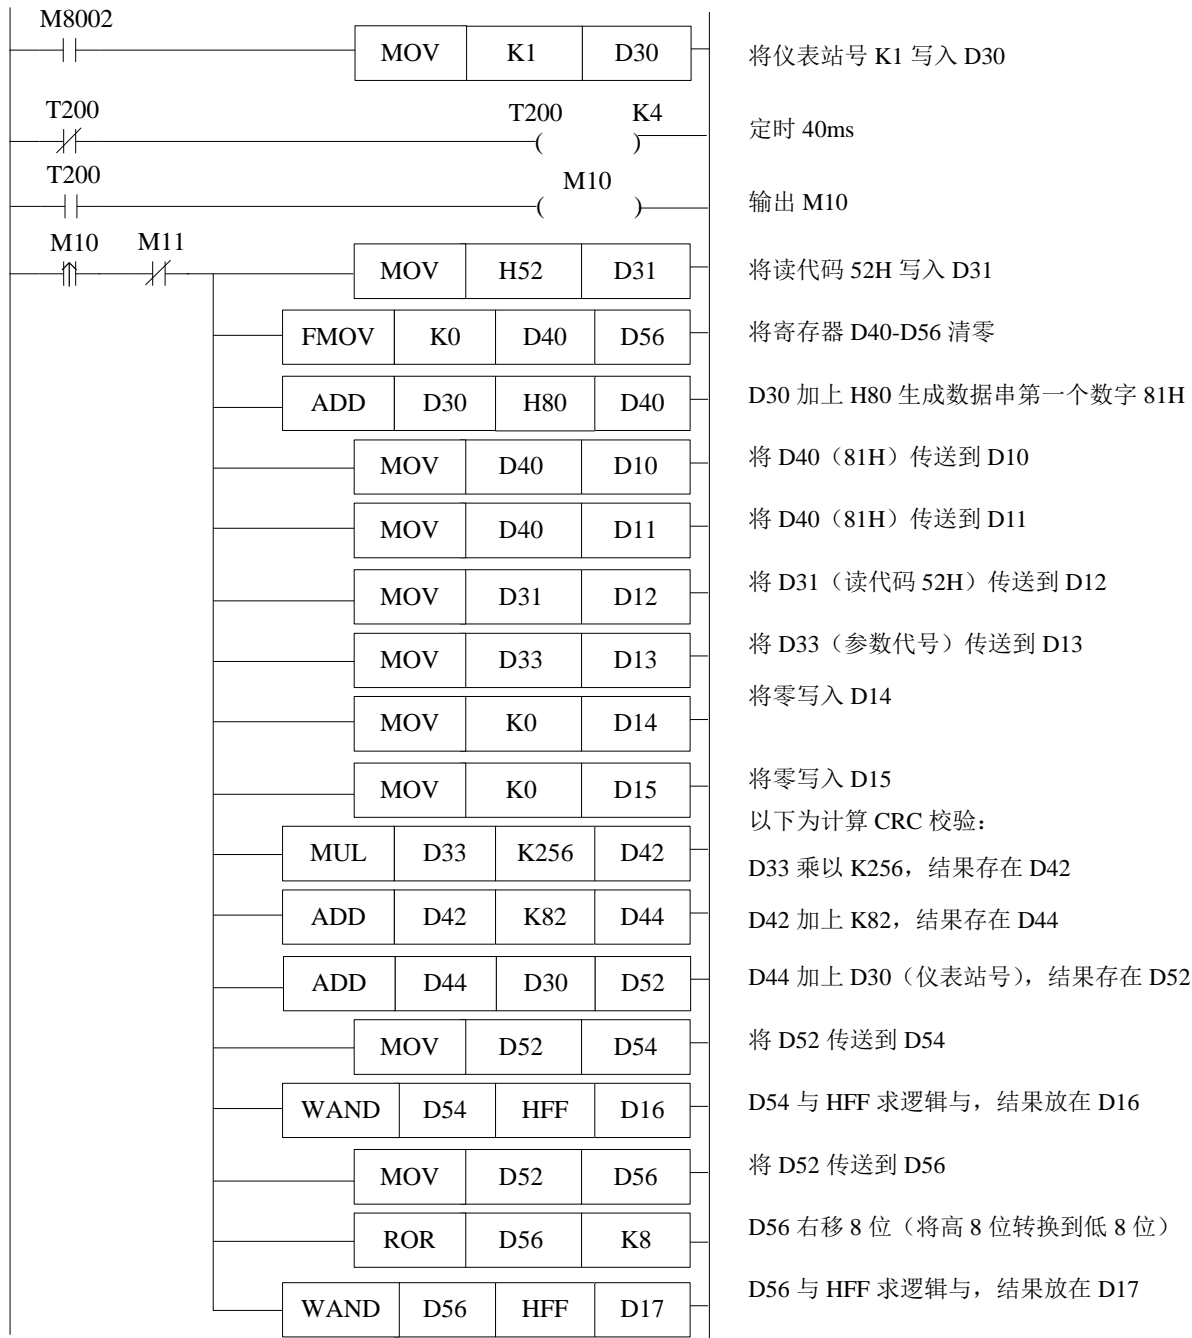 M8002
MOV K1 D30 将仪表站号 K1 写入 D30
T200 T200 K4
( ) 定时 40ms
T200 M10
( ) 输出 M10
M10 M11
MOV H52 D31 将读代码 52H 写入 D31
FMOV K0 D40 D56 将寄存器 D40-D56 清零
ADD D30 H80 D40 D30 加上 H80 生成数据串第一个数字 81H
MOV D40 D10 将 D40（81H）传送到 D10
MOV D40 D11 将 D40（81H）传送到 D11
MOV D31 D12 将 D31（读代码 52H）传送到 D12
MOV D33 D13 将 D33（参数代号）传送到 D13
MOV K0 D14 将零写入 D14
MOV K0 D15 将零写入 D15
以下为计算 CRC 校验：
MUL D33 K256 D42 D33 乘以 K256，结果存在 D42
ADD D42 K82 D44 D42 加上 K82，结果存在 D44
ADD D44 D30 D52 D44 加上 D30（仪表站号），结果存在 D52
MOV D52 D54 将 D52 传送到 D54
WAND D54 HFF D16 D54 与 HFF 求逻辑与，结果放在 D16
MOV D52 D56 将 D52 传送到 D56
ROR D56 K8 D56 右移 8 位（将高 8 位转换到低 8 位）
WAND D56 HFF D17 D56 与 HFF 求逻辑与，结果放在 D17